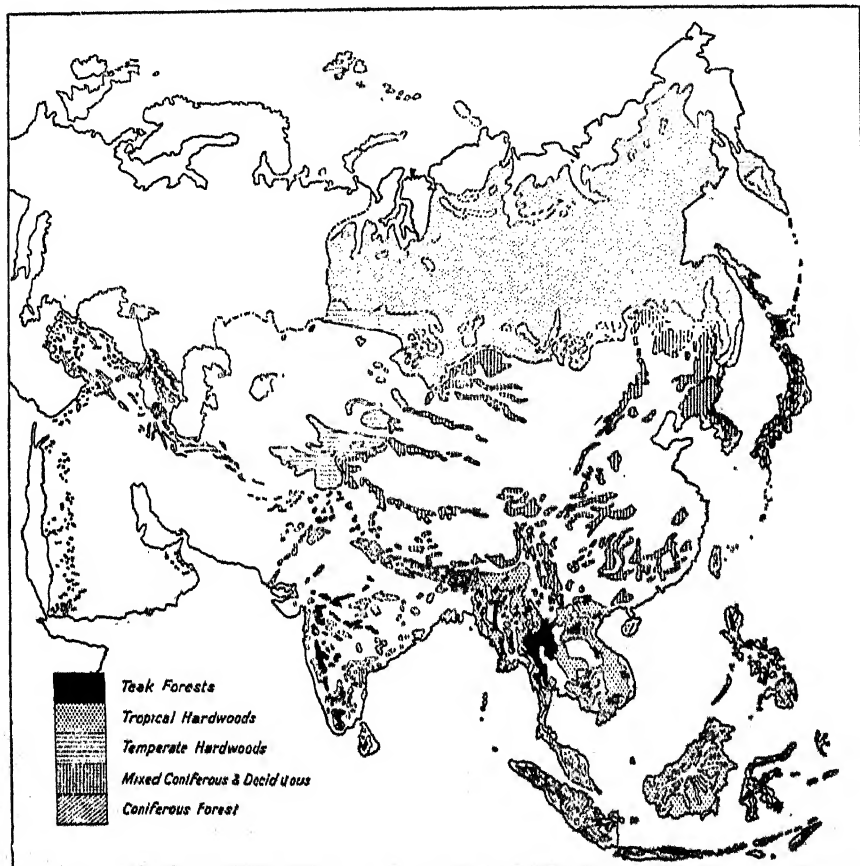 Teak Forests
Tropical Hardwoods
Temperate Hardwoods
Mixed Coniferous & Deciduous
Coniferous Forest